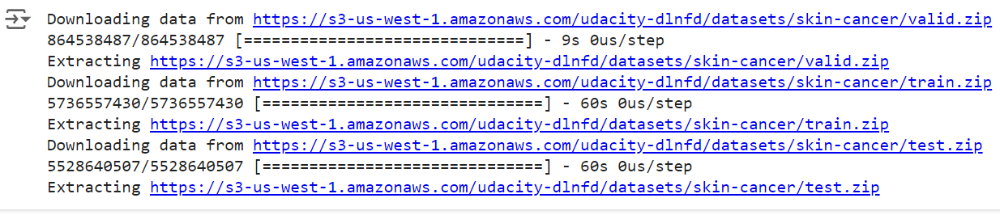 Downloading data from https://s3-us-west-1.amazonaws.com/udacity-dlnfd/datasets/skin-cancer/valid.zip
864538487/864538487 [==============================] - 9s 0us/step
Extracting https://s3-us-west-1.amazonaws.com/udacity-dlnfd/datasets/skin-cancer/valid.zip
Downloading data from https://s3-us-west-1.amazonaws.com/udacity-dlnfd/datasets/skin-cancer/train.zip
5736557430/5736557430 [==============================] - 60s 0us/step
Extracting https://s3-us-west-1.amazonaws.com/udacity-dlnfd/datasets/skin-cancer/train.zip
Downloading data from https://s3-us-west-1.amazonaws.com/udacity-dlnfd/datasets/skin-cancer/test.zip
5528640507/5528640507 [==============================] - 60s 0us/step
Extracting https://s3-us-west-1.amazonaws.com/udacity-dlnfd/datasets/skin-cancer/test.zip